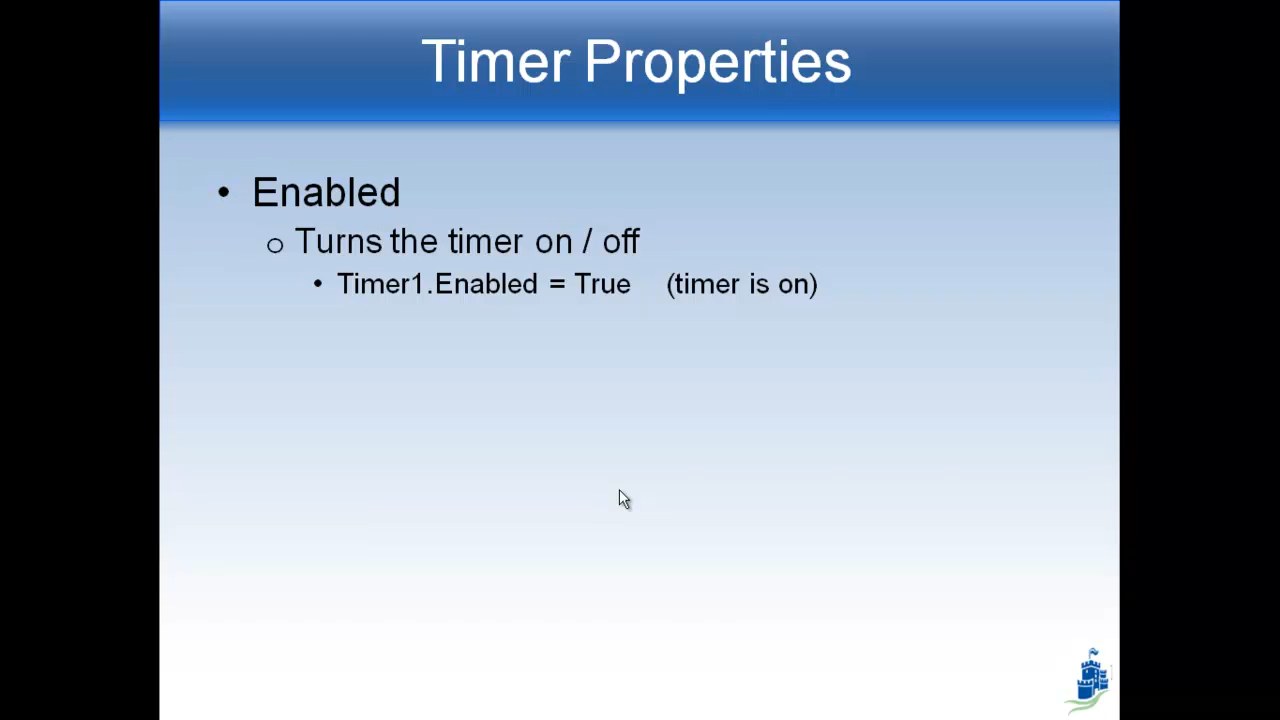 Timer Properties
• Enabled
o Turns the timer on / off
• Timer1.Enabled = True (timer is on)